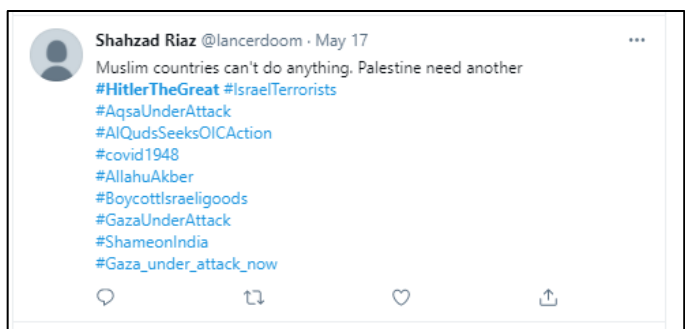 Shahzad Riaz @lancerdoom · May 17
Muslim countries can't do anything. Palestine need another
#HitlerTheGreat #IsraelTerrorists
#AqsaUnderAttack
#AlQudsSeeksOICAction
#covid1948
#AllahuAkber
#BoycottIsraeligoods
#GazaUnderAttack
#ShameonIndia
#Gaza_under_attack_now